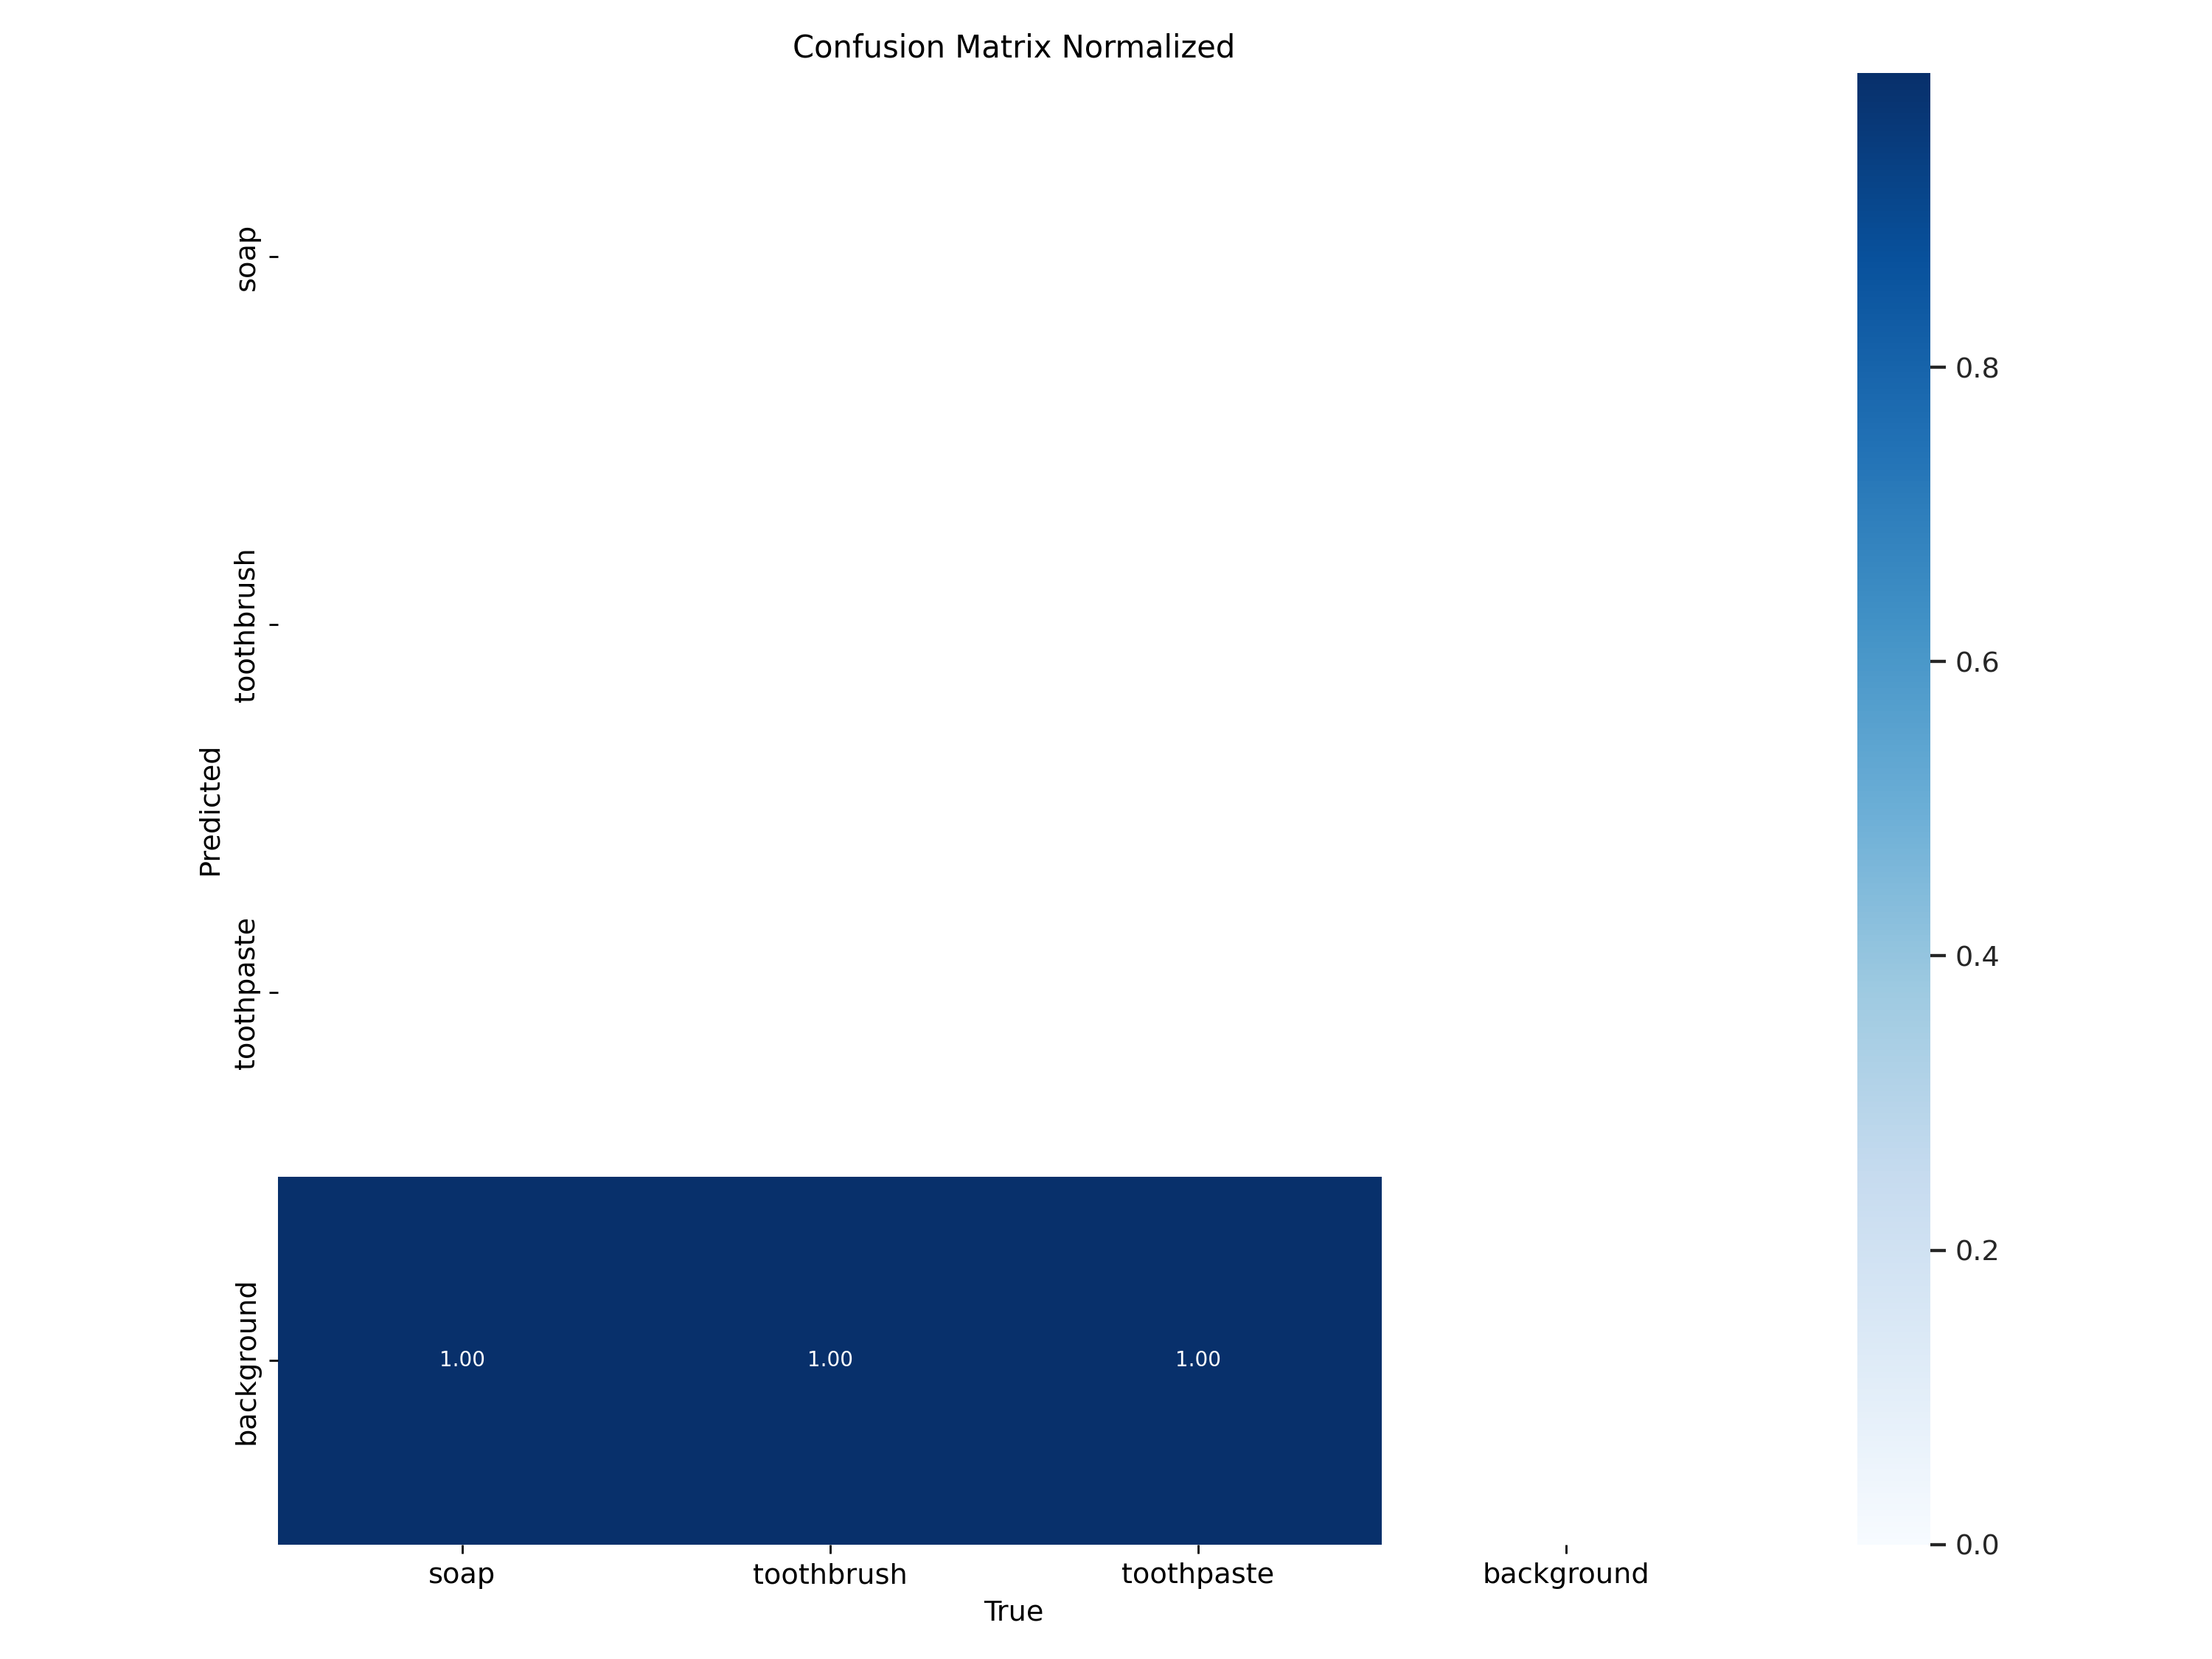 Confusion Matrix Normalized
soap
toothbrush
toothpaste
background
Predicted
1.00 1.00 1.00
soap toothbrush toothpaste background
True
0.8
0.6
0.4
0.2
0.0